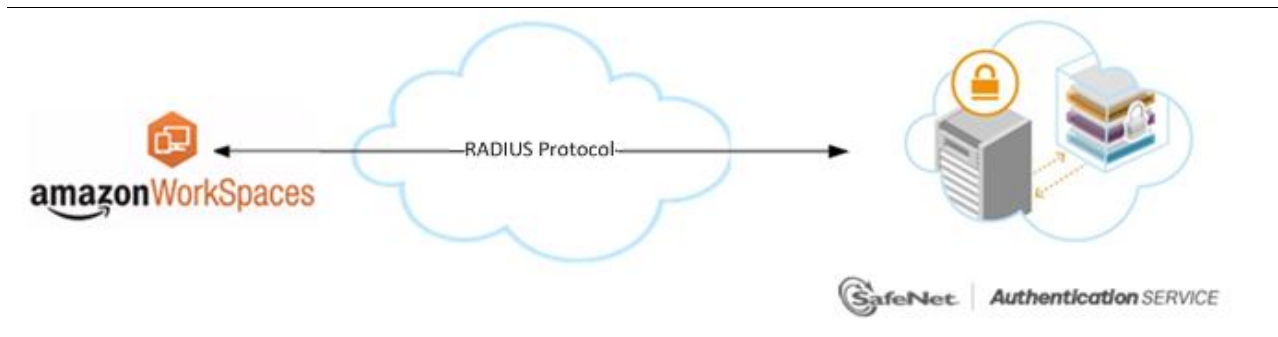 RADIUS Protocol
amazonWorkSpaces
SafeNet. | Authentication SERVICE